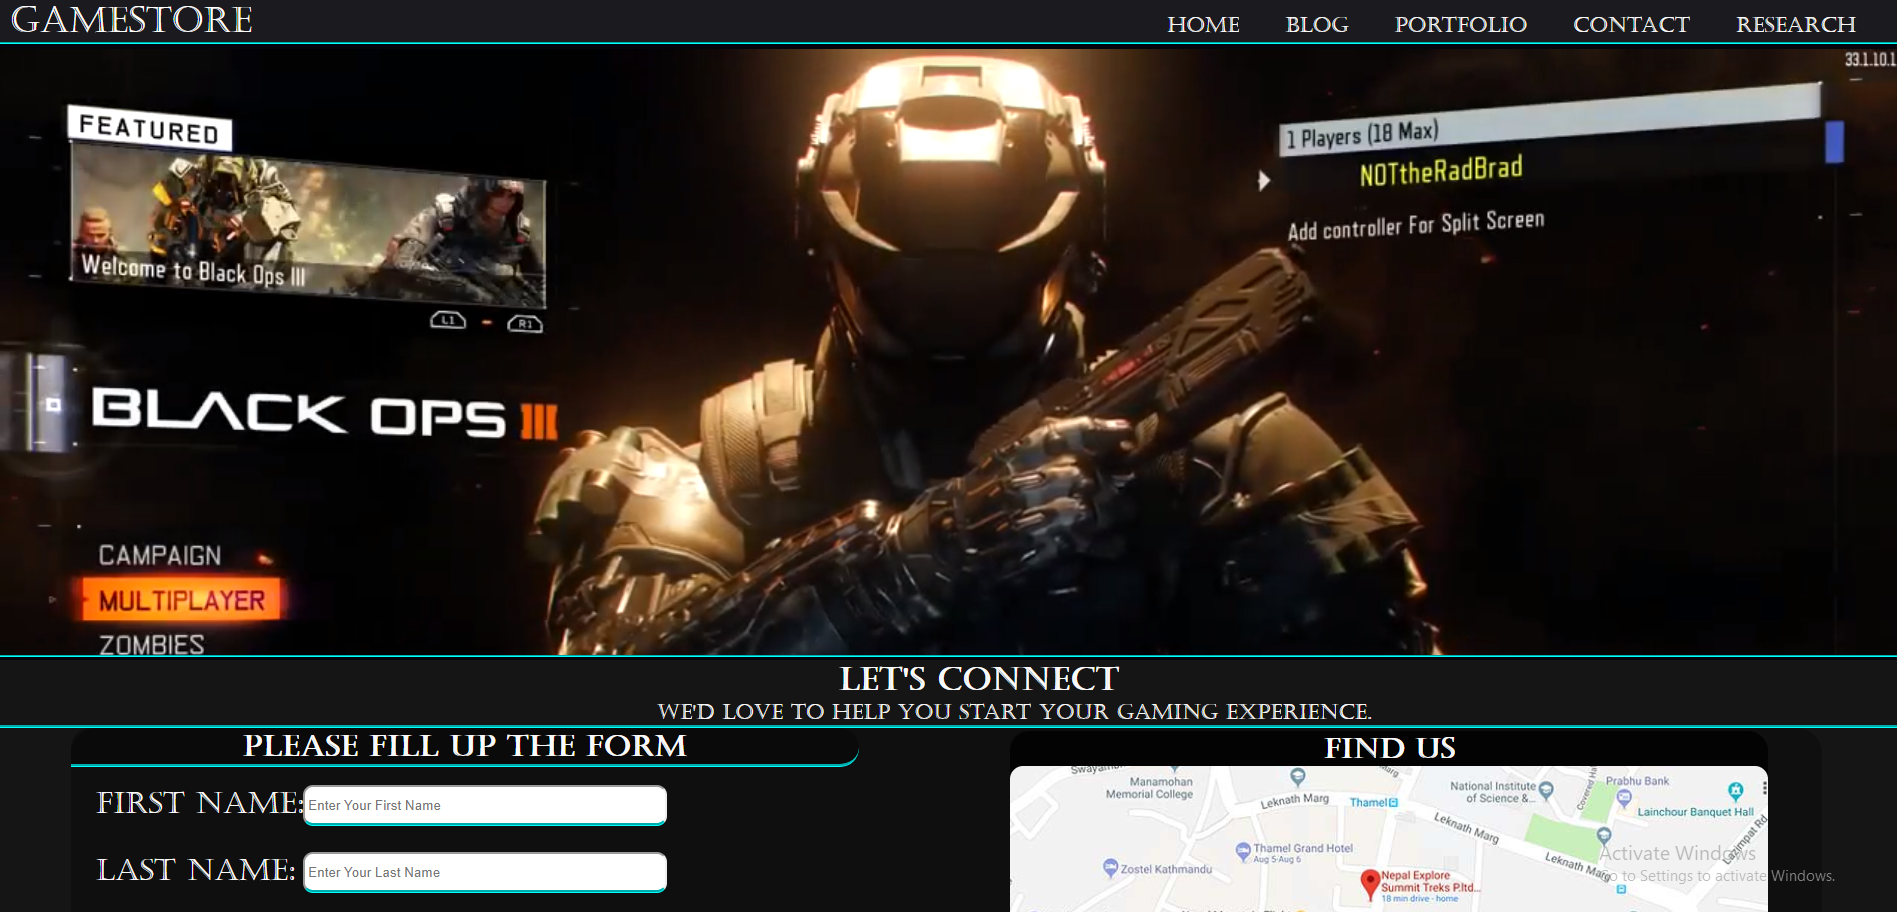 GAMESTORE
HOME BLOG PORTFOLIO CONTACT RESEARCH
33.1.10.1
FEATURED
1 Players (18 Max)
NOTtheRadBrad
Add controller For Split Screen
Welcome to Black Ops III
L1
R1
BLACK OPS III
CAMPAIGN
MULTIPLAYER
ZOMBIES
LET'S CONNECT
WE'D LOVE TO HELP YOU START YOUR GAMING EXPERIENCE.
PLEASE FILL UP THE FORM
FIRST NAME: Enter Your First Name
LAST NAME: Enter Your Last Name
FIND US
Manamohan
Memorial College
Leknath Marg
Thamel
National Institute
of Science &...
Covered
Prabhu Bank
Lainchour Banquet Hall
Leknath Marg
Lazimpat Rd
Leknath Marg
Thamel Grand Hotel
Aug 5-Aug 6
Zostel Kathmandu
Nepal Explore
Summit Treks P.ltd...
18 min drive - home
Activate Windows
Go to Settings to activate Windows.